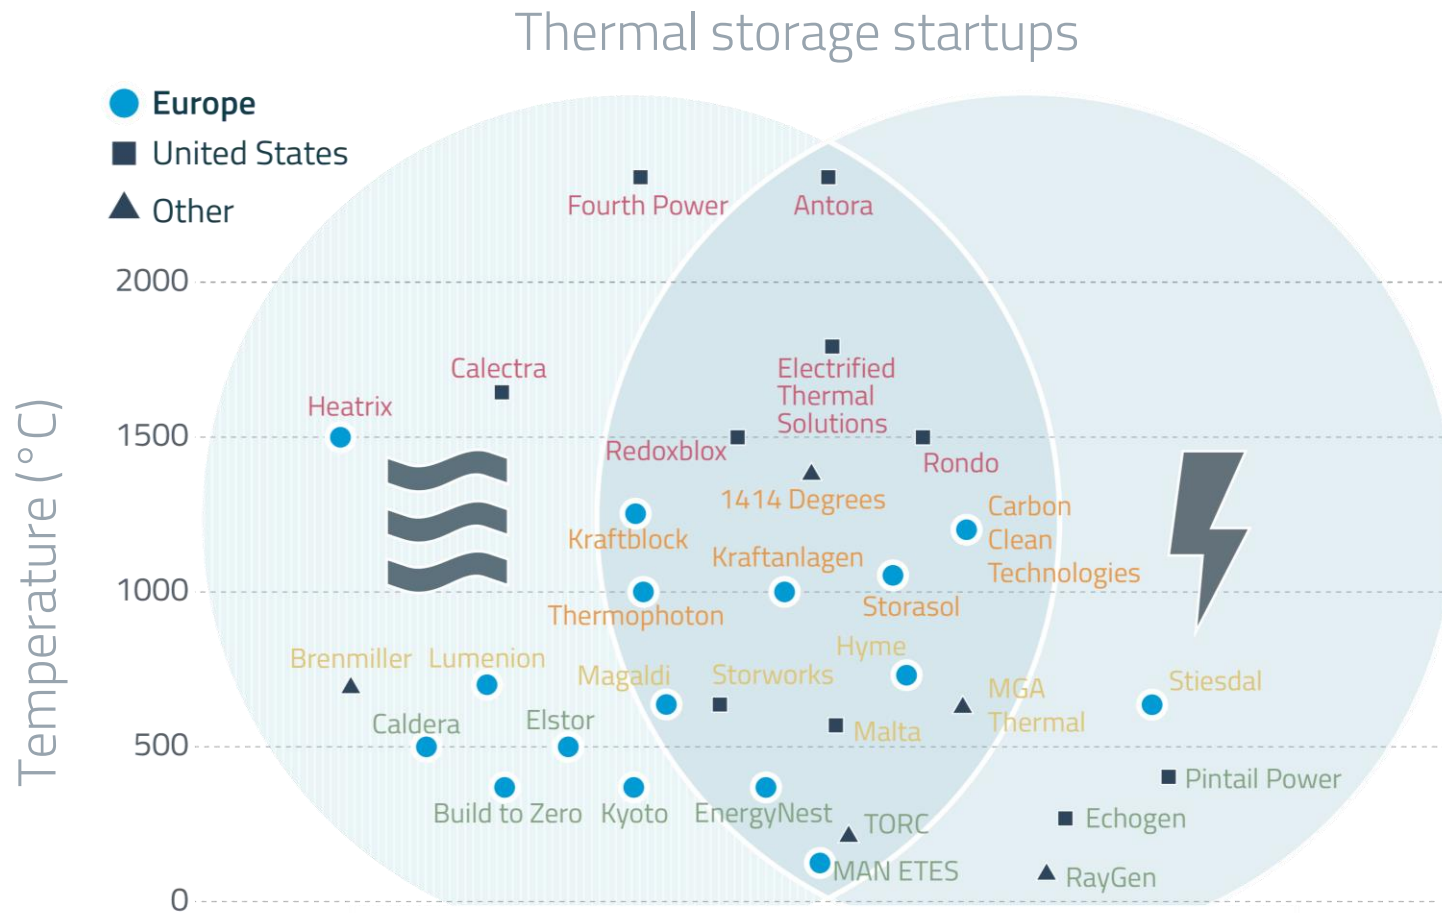 Thermal storage startups
Europe
United States
Other
Temperature (°C)
2000
1500
1000
500
0
Fourth Power
Antora
Calectra
Heatrix
Electrified
Thermal
Solutions
Redoxblox
Rondo
1414 Degrees
Kraftblock
Carbon
Clean
Technologies
Kraftanlagen
Thermophoton
Storasol
Hyme
Brenmiller
Lumenion
Magaldi
Storworks
MGA
Thermal
Stiesdal
Caldera
Elstor
Malta
Pintail Power
Build to Zero
Kyoto
EnergyNest
TORC
Echogen
MAN ETES
RayGen